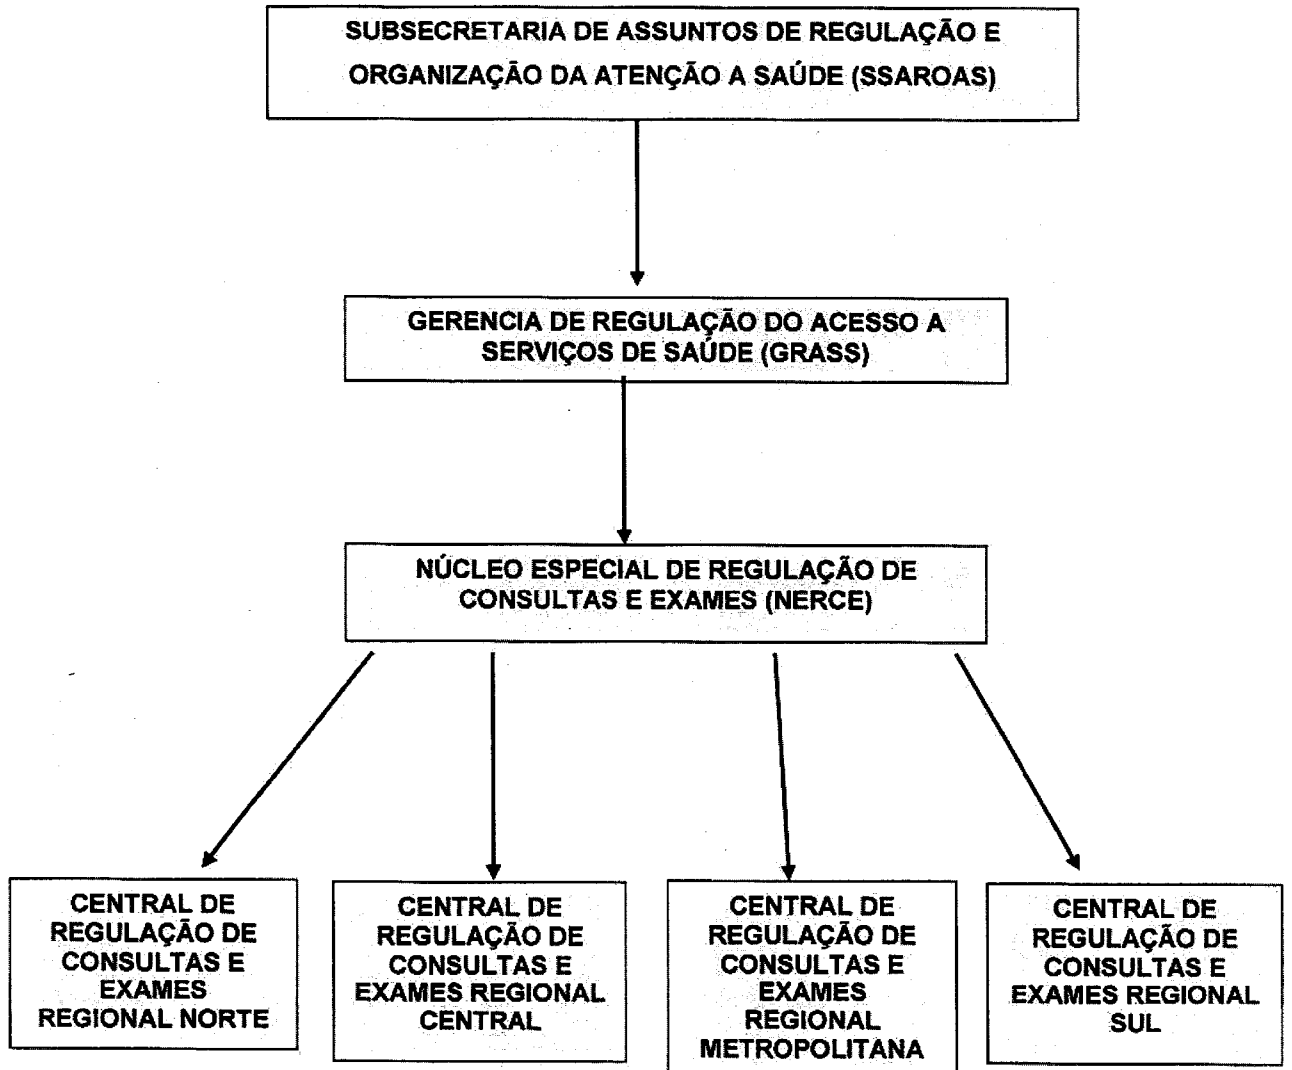 SUBSECRETARIA DE ASSUNTOS DE REGULAÇÃO E
ORGANIZAÇÃO DA ATENÇÃO A SAÚDE (SSAROAS)
GERENCIA DE REGULAÇÃO DO ACESSO A
SERVIÇOS DE SAÚDE (GRASS)
NÚCLEO ESPECIAL DE REGULAÇÃO DE
CONSULTAS E EXAMES (NERCE)
CENTRAL DE
REGULAÇÃO DE
CONSULTAS E
EXAMES
REGIONAL NORTE
CENTRAL DE
REGULAÇÃO DE
CONSULTAS E
EXAMES REGIONAL
CENTRAL
CENTRAL DE
REGULAÇÃO DE
CONSULTAS E
EXAMES
REGIONAL
METROPOLITANA
CENTRAL DE
REGULAÇÃO DE
CONSULTAS E
EXAMES REGIONAL
SUL